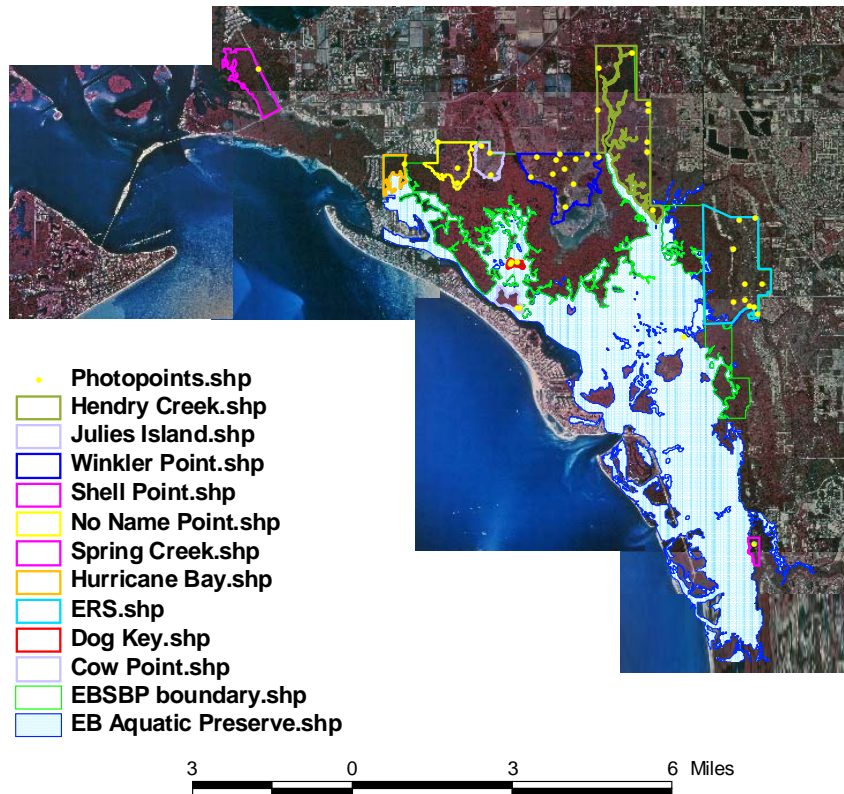 Photopoints.shp
Hendry Creek.shp
Julies Island.shp
Winkler Point.shp
Shell Point.shp
No Name Point.shp
Spring Creek.shp
Hurricane Bay.shp
ERS.shp
Dog Key.shp
Cow Point.shp
EBSBP boundary.shp
EB Aquatic Preserve.shp
3 0 3 6 Miles